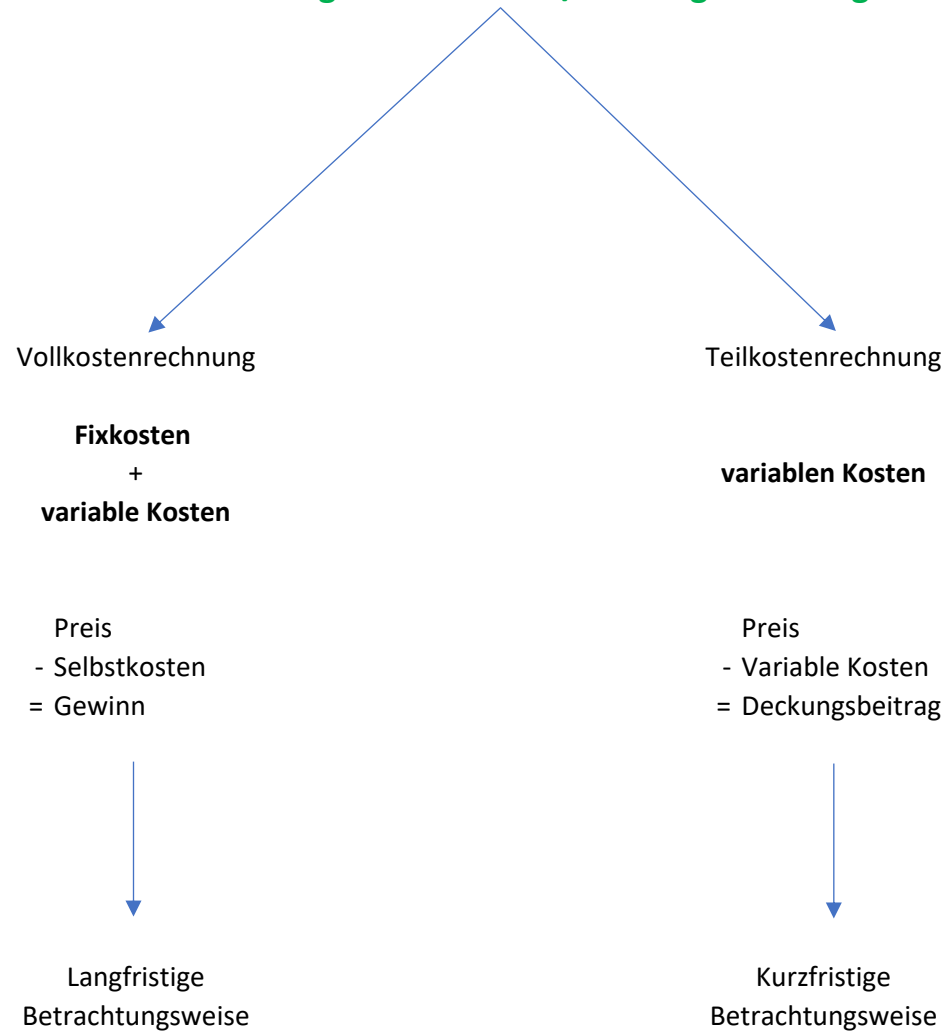 Vollkostenrechnung
Fixkosten
+
variable Kosten
Preis
- Selbstkosten
= Gewinn
Langfristige
Betrachtungsweise
Teilkostenrechnung
variablen Kosten
Preis
- Variable Kosten
= Deckungsbeitrag
Kurzfristige
Betrachtungsweise